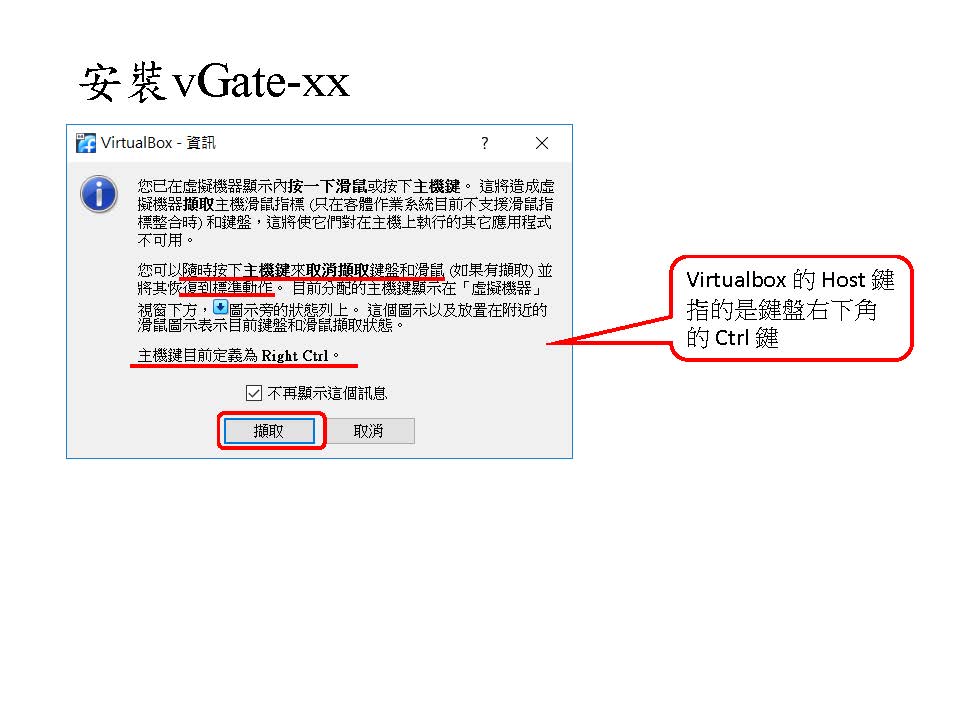 安裝vGate-xx
VirtualBox - 資訊
?
您已在虛擬機器顯示內按一下滑鼠或按下主機鍵。 這將造成虛
擬機器擷取主機滑鼠指標 (只在客體作業系統目前不支援滑鼠指
標整合時) 和鍵盤，這將使它們對在主機上執行的其它應用程式
不可用。
您可以隨時按下主機鍵來取消擷取鍵盤和滑鼠 (如果有擷取) 並
將其恢復到標準動作。 目前分配的主機鍵顯示在「虛擬機器」
視窗下方，圖示旁的狀態列上。 這個圖示以及放置在附近的
滑鼠圖示表示目前鍵盤和滑鼠擷取狀態。
主機鍵目前定義為 Right Ctrl。
不再顯示這個訊息
擷取
取消
Virtualbox 的 Host 鍵
指的是鍵盤右下角
的 Ctrl 鍵